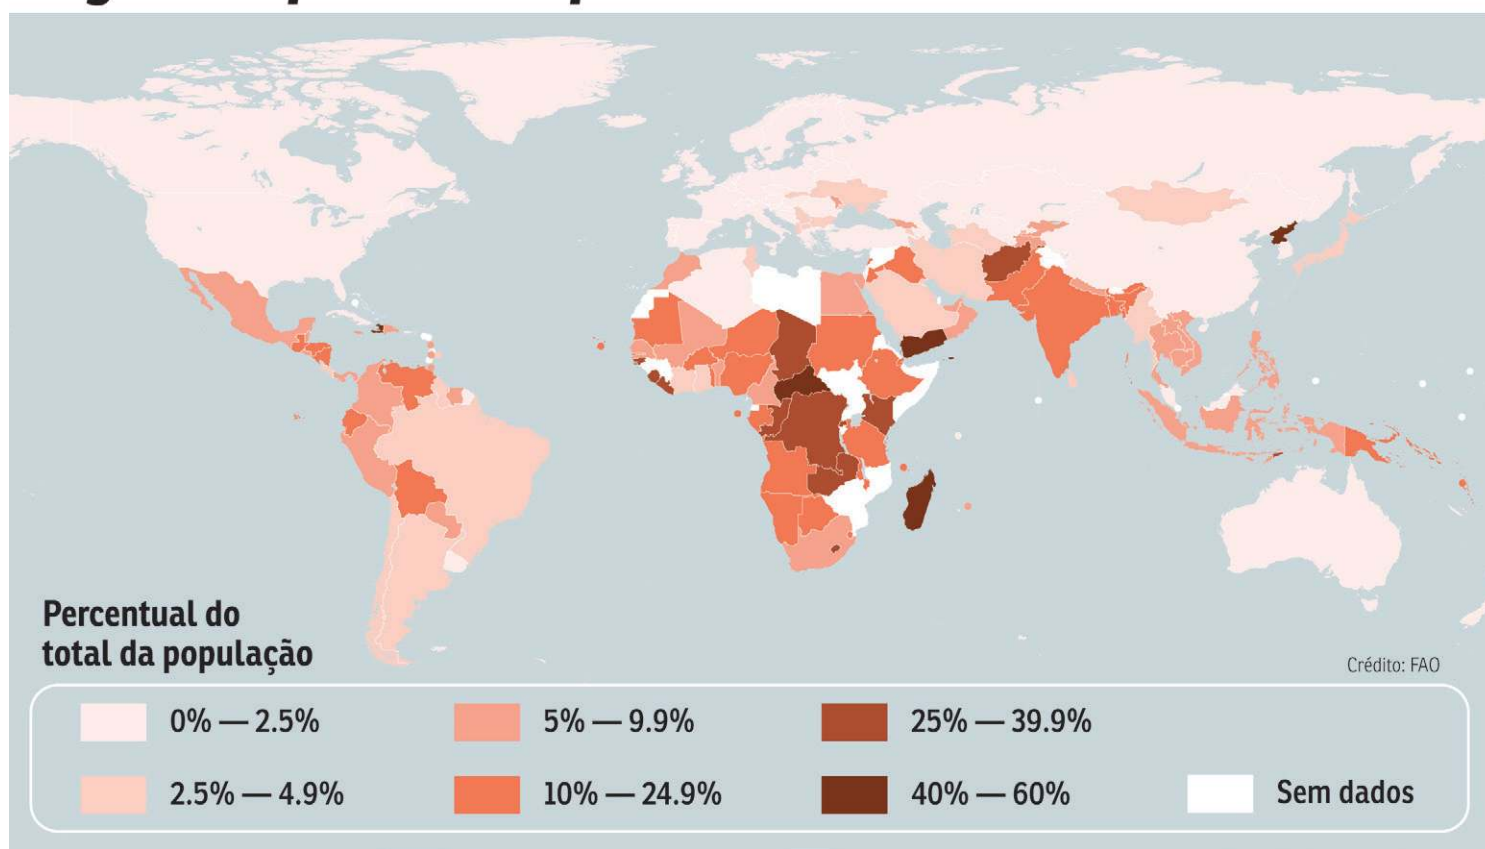 Percentual do
total da população
Crédito: FAO
0% — 2.5%
5% — 9.9%
25% — 39.9%
2.5% — 4.9%
10% — 24.9%
40% — 60%
Sem dados